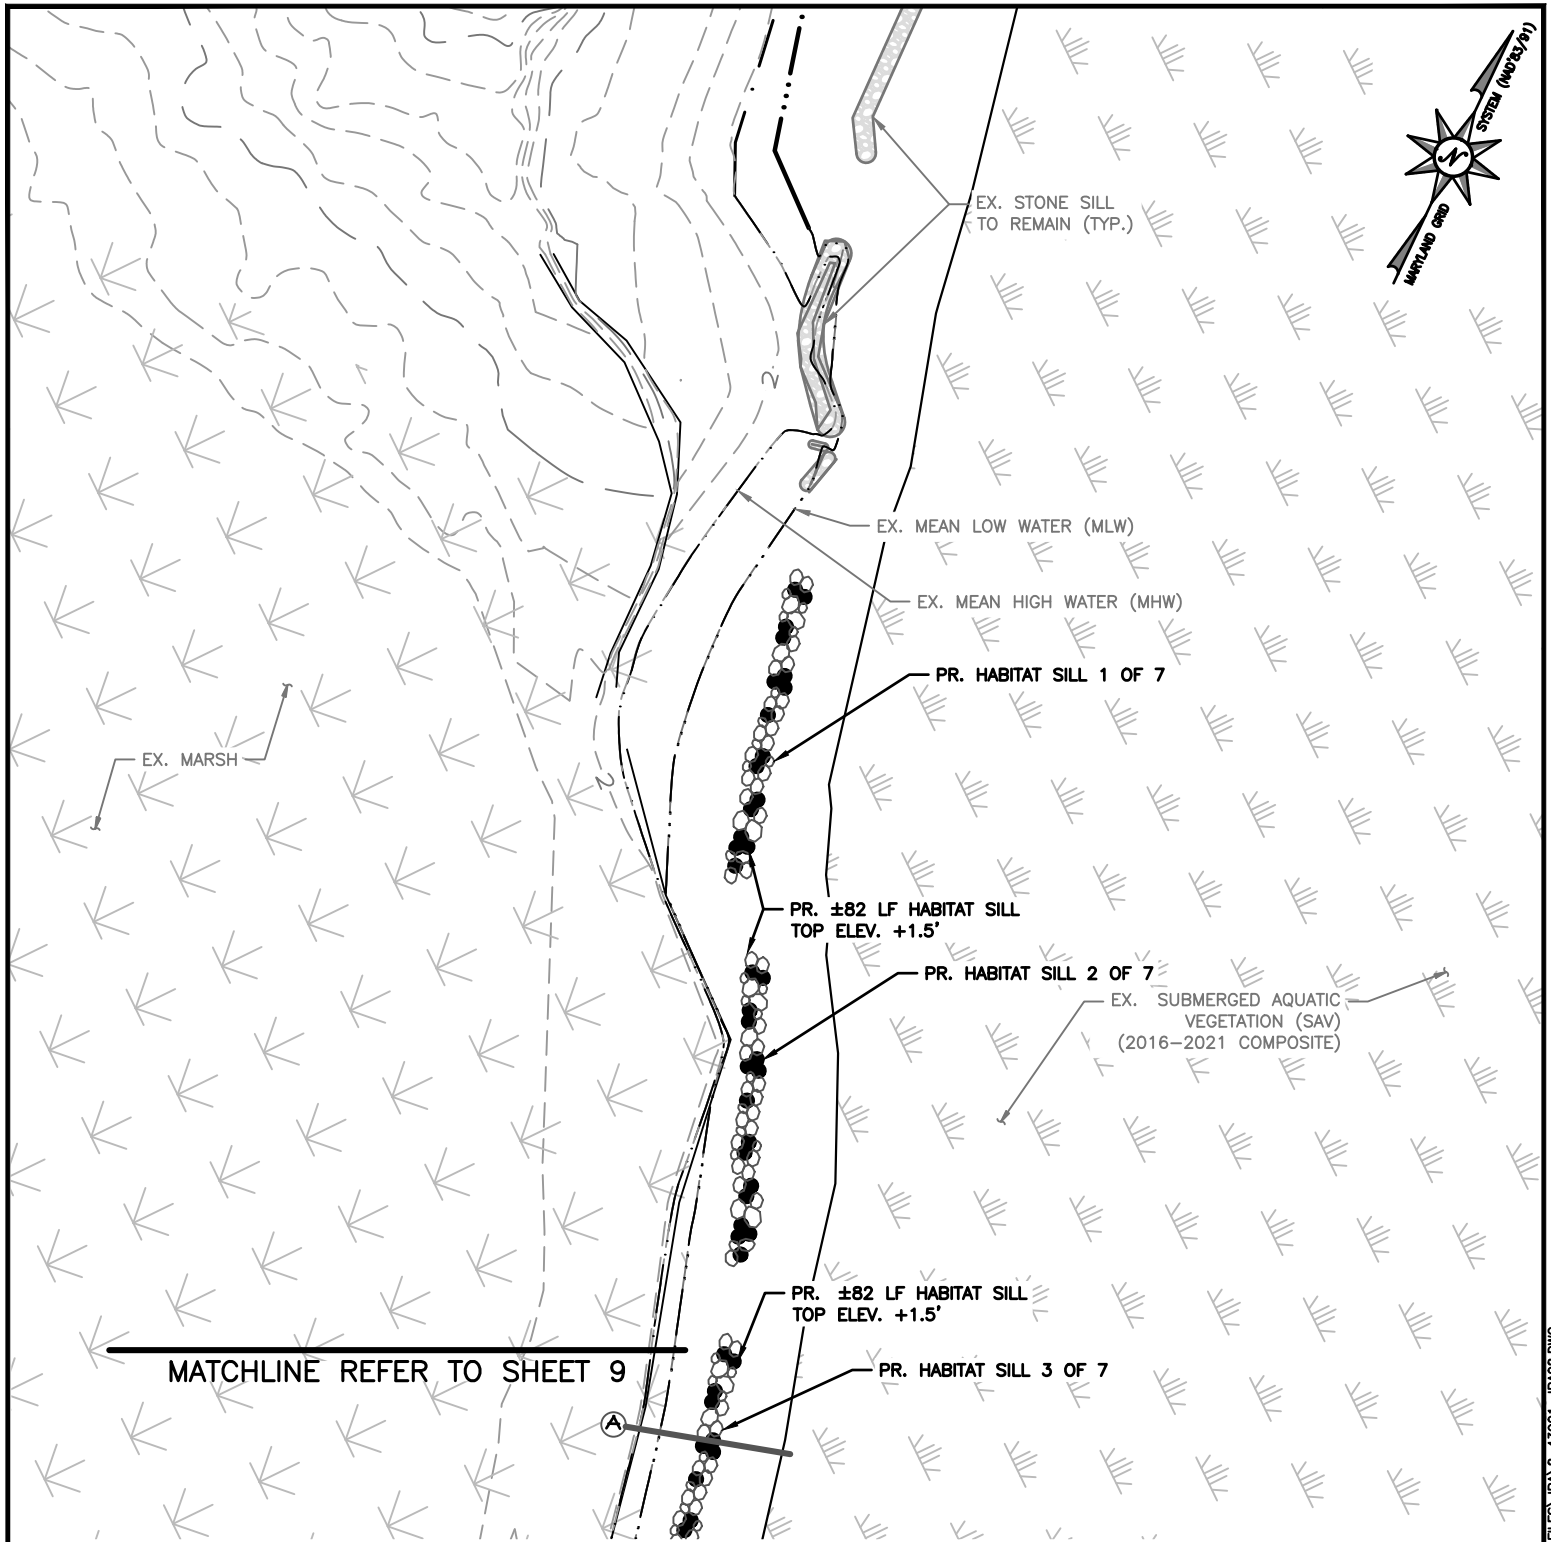 SYSTEM (NAD'83/91)
N
MARYLAND GRID
EX. STONE SILL
TO REMAIN (TYP.)
2
EX. MEAN LOW WATER (MLW)
EX. MEAN HIGH WATER (MHW)
PR. HABITAT SILL 1 OF 7
EX. MARSH
2
PR. ±82 LF HABITAT SILL
TOP ELEV. +1.5'
PR. HABITAT SILL 2 OF 7
EX. SUBMERGED AQUATIC
VEGETATION (SAV)
(2016-2021 COMPOSITE)
PR. ±82 LF HABITAT SILL
TOP ELEV. +1.5'
MATCHLINE REFER TO SHEET 9
PR. HABITAT SILL 3 OF 7
A